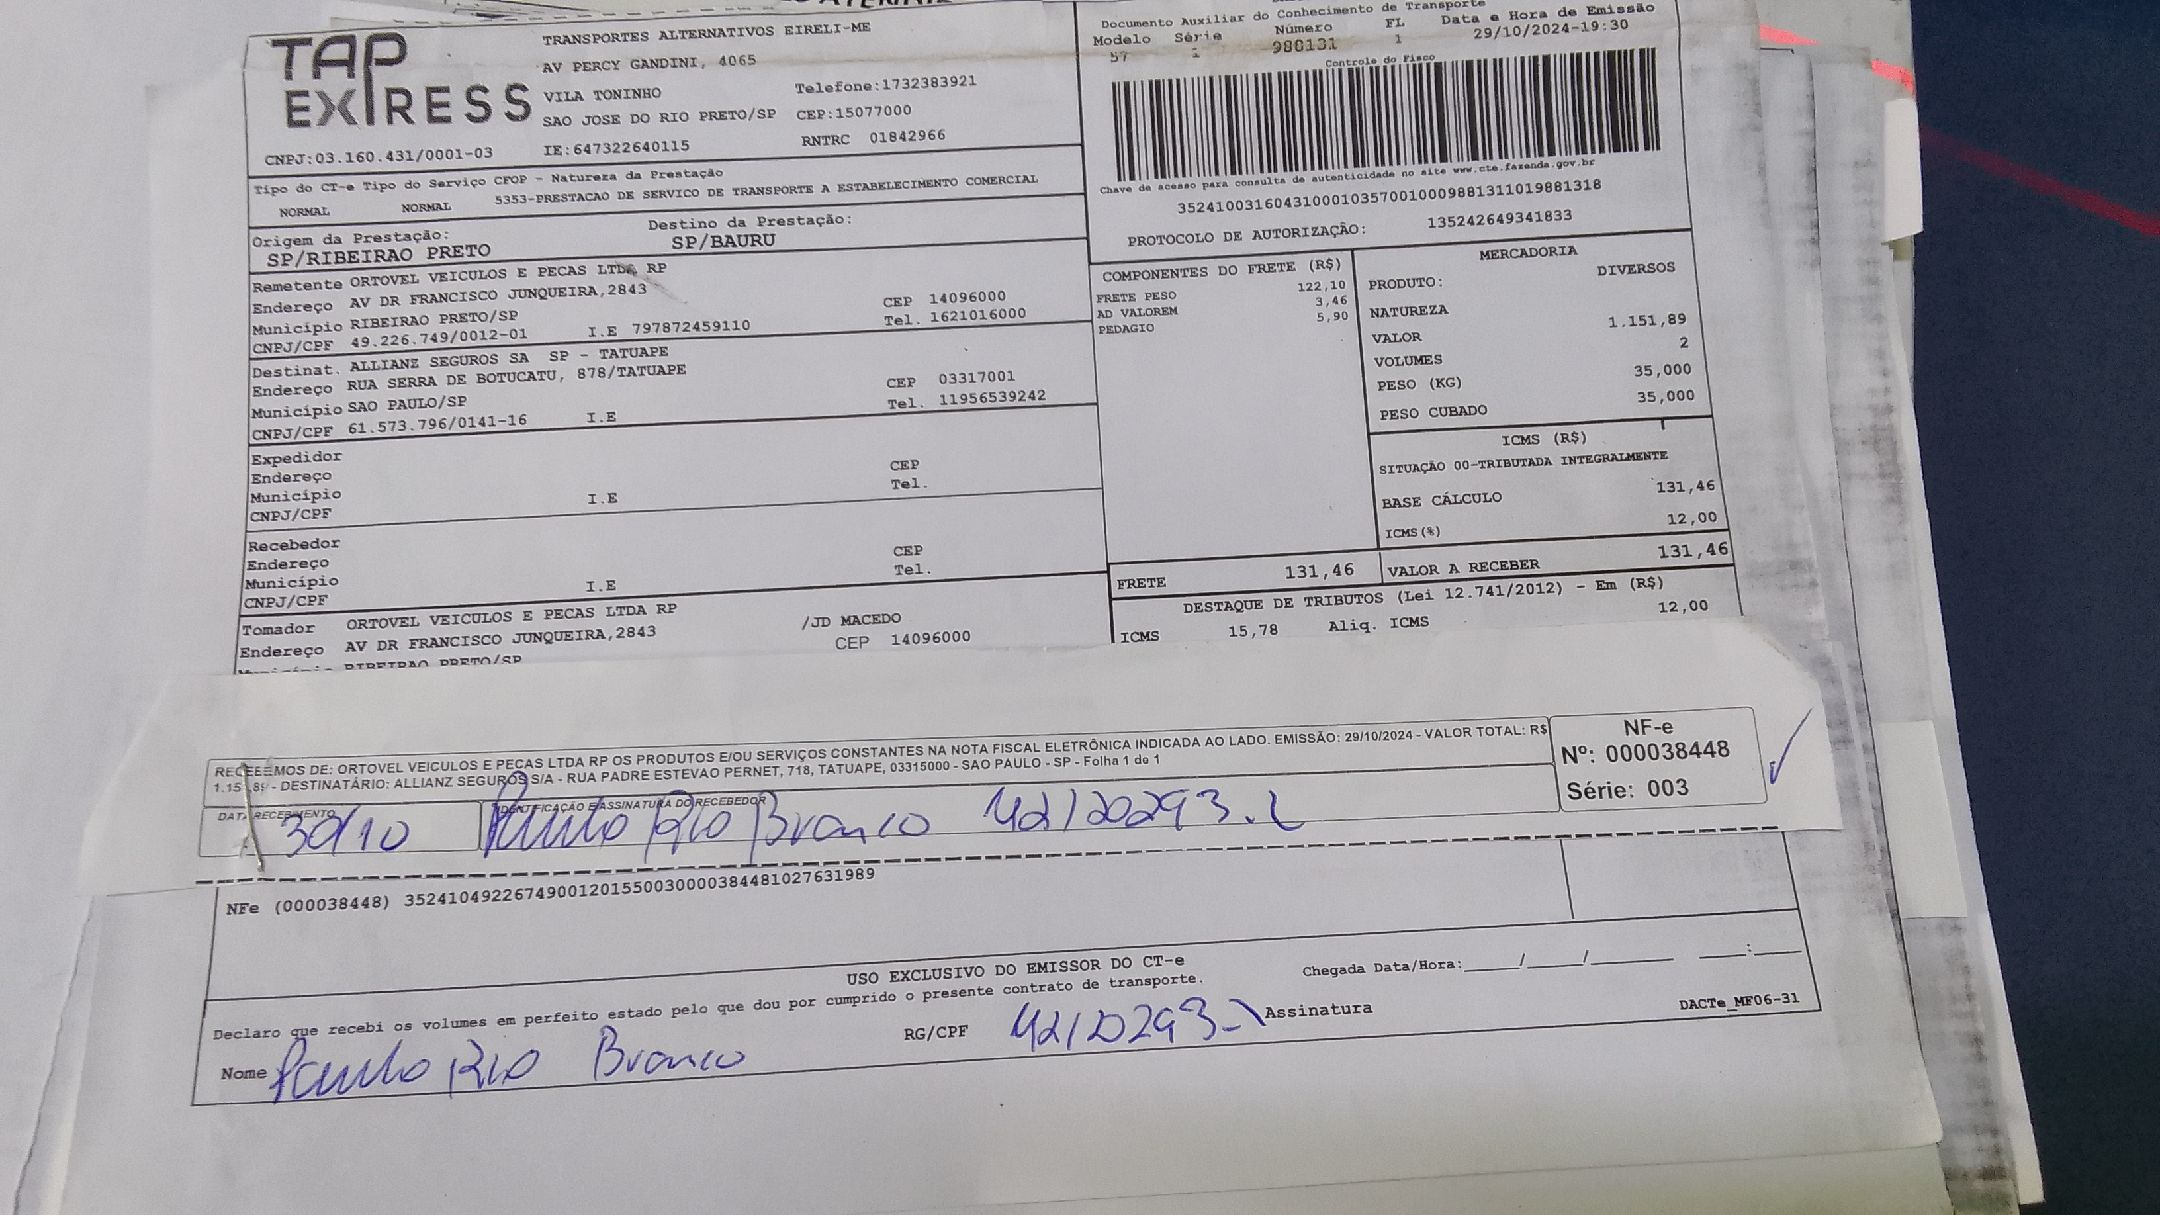 TAP EXPRESS
TRANSPORTES ALTERNATIVOS EIRELI-ME
AV PERCY GANDINI, 4065
VILA TONINHO Telefone:1732383921
SAO JOSE DO RIO PRETO/SP CEP:15077000
CNPJ:03.160.431/0001-03 IE:647322640115 RNTRC 01842966
Documento Auxiliar do Conhecimento de Transporte
Modelo Série Número FL Data e Hora de Emissão
57 1 988131 1 29/10/2024-19:30
Controle do Fisco
Chave de acesso para consulta de autenticidade no site www.cte.fazenda.gov.br
35241003160431000103570010009881311019881318
PROTOCOLO DE AUTORIZAÇÃO: 135242649341833
Tipo do CT-e Tipo do Serviço CFOP - Natureza da Prestação
NORMAL NORMAL 5353-PRESTACAO DE SERVICO DE TRANSPORTE A ESTABELECIMENTO COMERCIAL
Origem da Prestação: Destino da Prestação:
SP/RIBEIRAO PRETO SP/BAURU
Remetente ORTOVEL VEICULOS E PECAS LTDA RP
Endereço AV DR FRANCISCO JUNQUEIRA,2843 CEP 14096000
Município RIBEIRAO PRETO/SP Tel. 1621016000
CNPJ/CPF 49.226.749/0012-01 I.E 797872459110
Destinat. ALLIANZ SEGUROS SA SP - TATUAPE
Endereço RUA SERRA DE BOTUCATU, 878/TATUAPE CEP 03317001
Município SAO PAULO/SP Tel. 11956539242
CNPJ/CPF 61.573.796/0141-16 I.E
Expedidor
Endereço CEP
Município I.E Tel.
CNPJ/CPF
Recebedor
Endereço CEP
Município I.E Tel.
CNPJ/CPF
Tomador ORTOVEL VEICULOS E PECAS LTDA RP
Endereço AV DR FRANCISCO JUNQUEIRA,2843 /JD MACEDO
CEP 14096000
RIBEIRAO PRETO/SP
COMPONENTES DO FRETE (R$)
FRETE PESO 122,10
AD VALOREM 3,46
PEDAGIO 5,90
MERCADORIA
PRODUTO: DIVERSOS
NATUREZA
VALOR 1.151,89
VOLUMES 2
PESO (KG) 35,000
PESO CUBADO 35,000
ICMS (R$)
SITUAÇÃO 00-TRIBUTADA INTEGRALMENTE
BASE CÁLCULO 131,46
ICMS(%) 12,00
FRETE 131,46 VALOR A RECEBER 131,46
DESTAQUE DE TRIBUTOS (Lei 12.741/2012) - Em (R$)
ICMS 15,78 Aliq. ICMS 12,00
RECEBEMOS DE: ORTOVEL VEICULOS E PECAS LTDA RP OS PRODUTOS E/OU SERVIÇOS CONSTANTES NA NOTA FISCAL ELETRÔNICA INDICADA AO LADO. EMISSÃO: 29/10/2024 - VALOR TOTAL: R$
1.151,89 - DESTINATÁRIO: ALLIANZ SEGUROS S/A - RUA PADRE ESTEVAO PERNET, 718, TATUAPE, 03315000 - SAO PAULO - SP - Folha 1 de 1
DATA RECEBIMENTO IDENTIFICAÇÃO E ASSINATURA DO RECEBEDOR
30/10 Paulo Rio Branco
NF-e
Nº: 000038448
Série: 003
NFe (000038448) 35241049226749001201550030000384481027631989
USO EXCLUSIVO DO EMISSOR DO CT-e
Declaro que recebi os volumes em perfeito estado pelo que dou por cumprido o presente contrato de transporte.
Chegada Data/Hora:____/____/______ ___:___
Nome Paulo Rio Branco RG/CPF Assinatura
DACTe_MF06-31